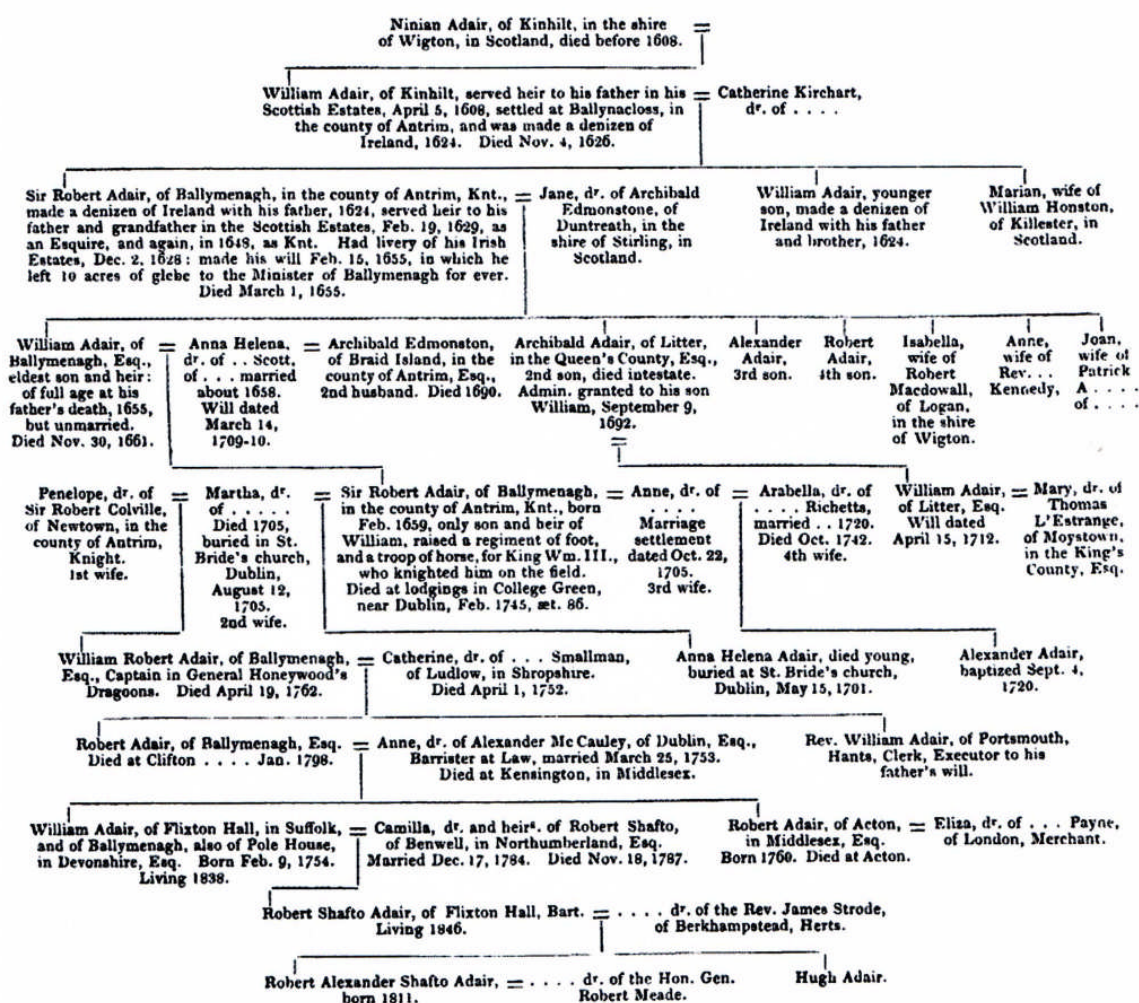 Ninian Adair, of Kinhilt, in the shire =
of Wigton, in Scotland, died before 1608.
William Adair, of Kinhilt, served heir to his father in his
Scottish Estates, April 5, 1608, settled at Ballynacloss, in
the county of Antrim, and was made a denizen of
Ireland, 1624. Died Nov. 4, 1626.
= Catherine Kirchart,
dr. of . . . .
Sir Robert Adair, of Ballymenagh, in the county of Antrim, Knt.,
made a denizen of Ireland with his father, 1624, served heir to his
father and grandfather in the Scottish Estates, Feb. 19, 1629, as
an Esquire, and again, in 1648, as Knt. Had livery of his Irish
Estates, Dec. 2, 1628: made his will Feb. 15, 1655, in which he
left 10 acres of glebe to the Minister of Ballymenagh for ever.
Died March 1, 1655.
= Jane, dr. of Archibald
Edmonstone, of
Duntreath, in the
shire of Stirling, in
Scotland.
William Adair, younger
son, made a denizen of
Ireland with his father
and brother, 1624.
Marian, wife of
William Honston,
of Killester, in
Scotland.
William Adair, of
Ballymenagh, Esq.,
eldest son and heir:
of full age at his
father's death, 1655,
but unmarried.
Died Nov. 30, 1661.
= Anna Helena,
dr. of . . Scott,
of . . . married
about 1658.
Will dated
March 14,
1709-10.
= Archibald Edmonston,
of Braid Island, in the
county of Antrim, Esq.,
2nd husband. Died 1690.
Archibald Adair, of Litter,
in the Queen's County, Esq.,
2nd son, died intestate.
Admin. granted to his son
William, September 9,
1692.
=
Alexander
Adair,
3rd son.
Robert
Adair,
4th son.
Isabella,
wife of
Robert
Macdowall,
of Logan,
in the shire
of Wigton.
Anne,
wife of
Rev. . .
Kennedy,
Joan,
wife of
Patrick
A . . . .
of . . . .
Penelope, dr. of
Sir Robert Colville,
of Newtown, in the
county of Antrim,
Knight.
1st wife.
= Martha, dr.
of . . . . .
Died 1705,
buried in St.
Bride's church,
Dublin,
August 12,
1705.
2nd wife.
= Sir Robert Adair, of Ballymenagh,
in the county of Antrim, Knt., born
Feb. 1659, only son and heir of
William, raised a regiment of foot,
and a troop of horse, for King Wm. III.,
who knighted him on the field.
Died at lodgings in College Green,
near Dublin, Feb. 1745, æt. 86.
= Anne, dr. of
. . . .
Marriage
settlement
dated Oct. 22,
1705.
3rd wife.
= Arabella, dr. of
. . . . Richetts,
married . . 1720.
Died Oct. 1742.
4th wife.
William Adair,
of Litter, Esq.
Will dated
April 15, 1712.
= Mary, dr. of
Thomas
L'Estrange,
of Moystown,
in the King's
County, Esq.
William Robert Adair, of Ballymenagh,
Esq., Captain in General Honeywood's
Dragoons. Died April 19, 1762.
= Catherine, dr. of . . . Smallman,
of Ludlow, in Shropshire.
Died April 1, 1752.
Anna Helena Adair, died young,
buried at St. Bride's church,
Dublin, May 15, 1701.
Alexander Adair,
baptized Sept. 4,
1720.
Robert Adair, of Ballymenagh, Esq.
Died at Clifton . . . . Jan. 1798.
= Anne, dr. of Alexander Mc Cauley, of Dublin, Esq.,
Barrister at Law, married March 25, 1753.
Died at Kensington, in Middlesex.
Rev. William Adair, of Portsmouth,
Hants, Clerk, Executor to his
father's will.
William Adair, of Flixton Hall, in Suffolk,
and of Ballymenagh, also of Pole House,
in Devonshire, Esq. Born Feb. 9, 1754.
Living 1838.
= Camilla, dr. and heirs. of Robert Shafto,
of Benwell, in Northumberland, Esq.
Married Dec. 17, 1784. Died Nov. 18, 1787.
Robert Adair, of Acton,
in Middlesex, Esq.
Born 1760. Died at Acton.
= Eliza, dr. of . . . Payne,
of London, Merchant.
Robert Shafto Adair, of Flixton Hall, Bart.
Living 1846.
= . . . . dr. of the Rev. James Strode,
of Berkhampstead, Herts.
Robert Alexander Shafto Adair,
born 1811.
= . . . . dr. of the Hon. Gen.
Robert Meade.
Hugh Adair.